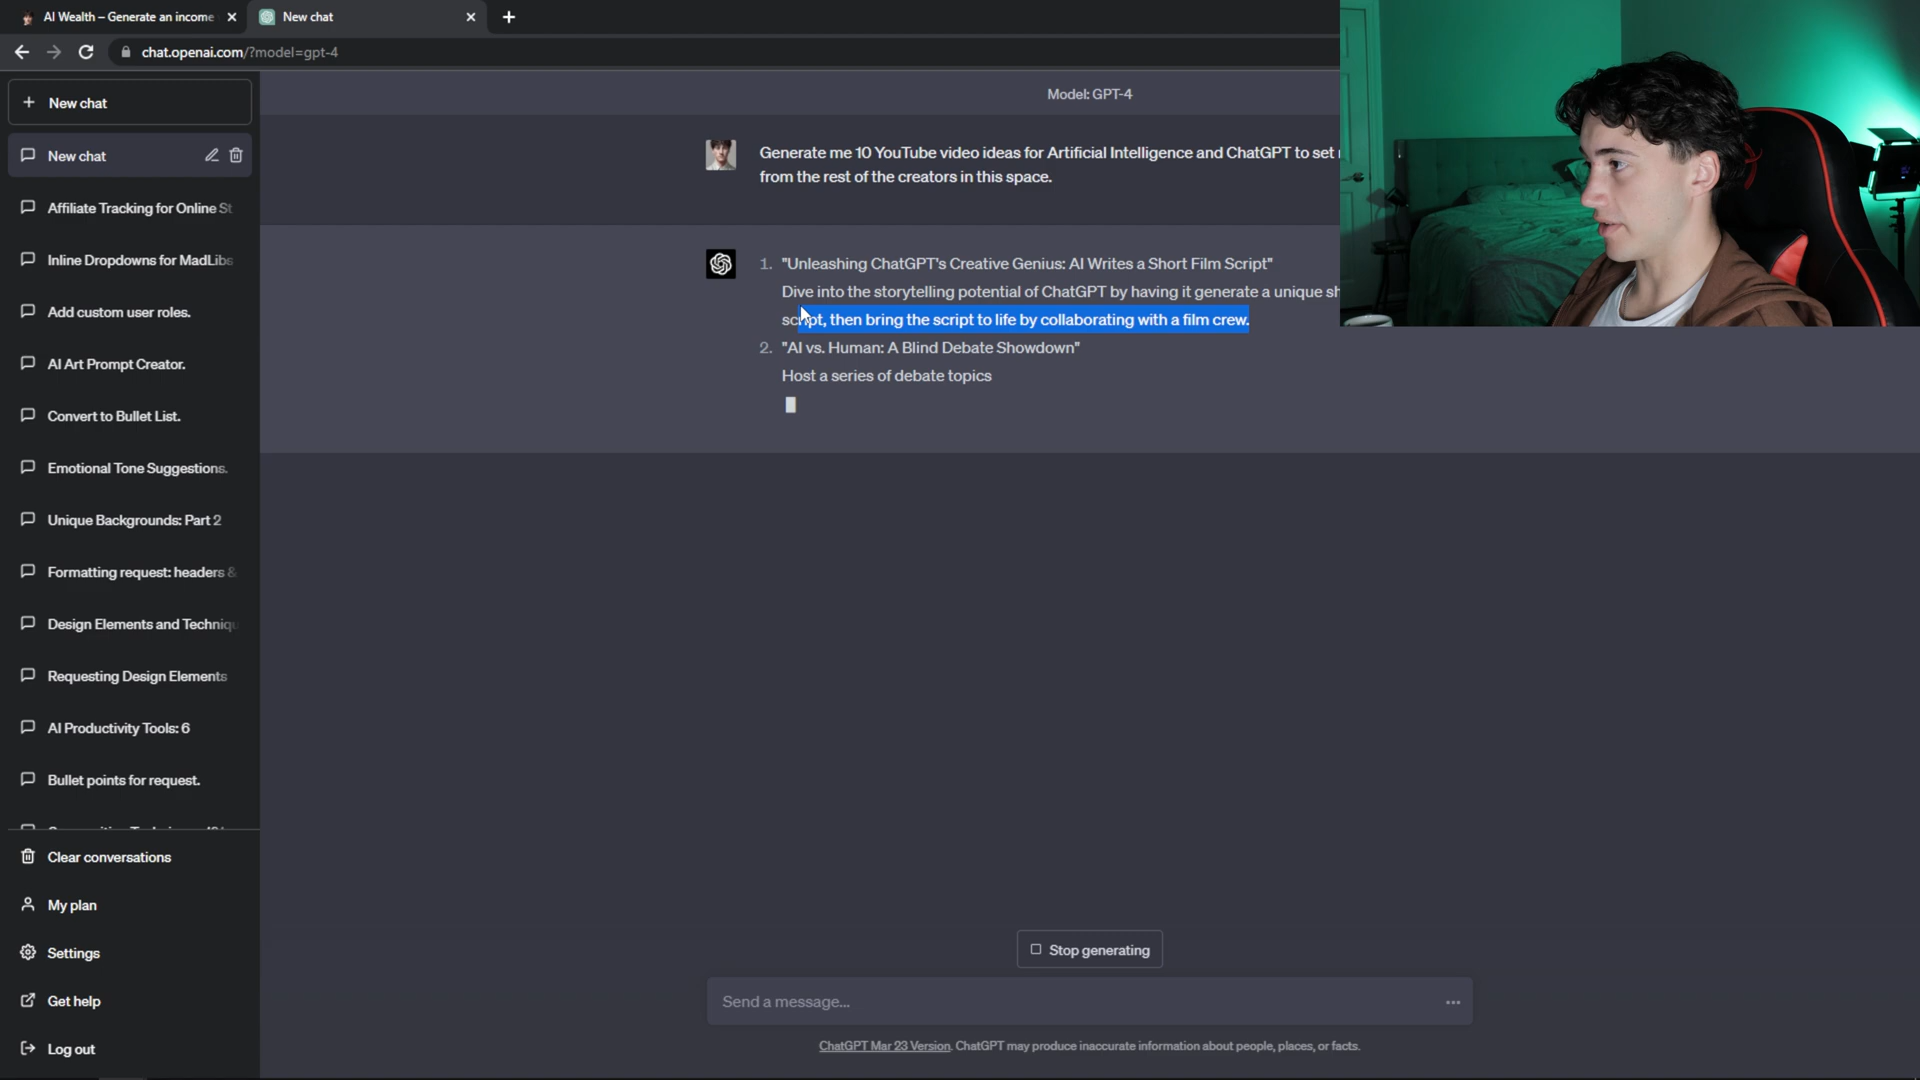 AI Wealth – Generate an income
New chat
chat.openai.com/?model=gpt-4
New chat
New chat
Affiliate Tracking for Online St
Inline Dropdowns for MadLibs
Add custom user roles.
AI Art Prompt Creator.
Convert to Bullet List.
Emotional Tone Suggestions.
Unique Backgrounds: Part 2
Formatting request: headers &
Design Elements and Techniqu
Requesting Design Elements
AI Productivity Tools: 6
Bullet points for request.
Clear conversations
My plan
Settings
Get help
Log out
Model: GPT-4
Generate me 10 YouTube video ideas for Artificial Intelligence and ChatGPT to set
from the rest of the creators in this space.
1. "Unleashing ChatGPT's Creative Genius: AI Writes a Short Film Script"
Dive into the storytelling potential of ChatGPT by having it generate a unique sh
script, then bring the script to life by collaborating with a film crew.
2. "AI vs. Human: A Blind Debate Showdown"
Host a series of debate topics
Stop generating
Send a message...
ChatGPT Mar 23 Version. ChatGPT may produce inaccurate information about people, places, or facts.